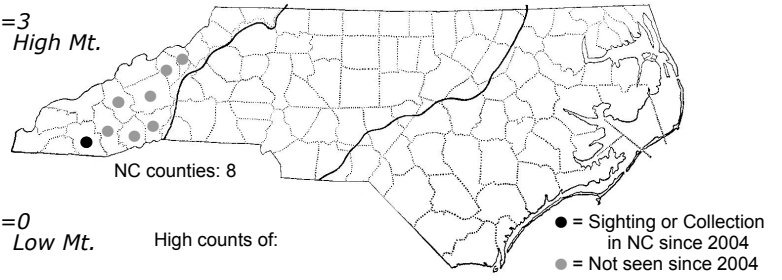 =3
High Mt.
NC counties: 8
=0
Low Mt.
High counts of:
● = Sighting or Collection
in NC since 2004
● = Not seen since 2004